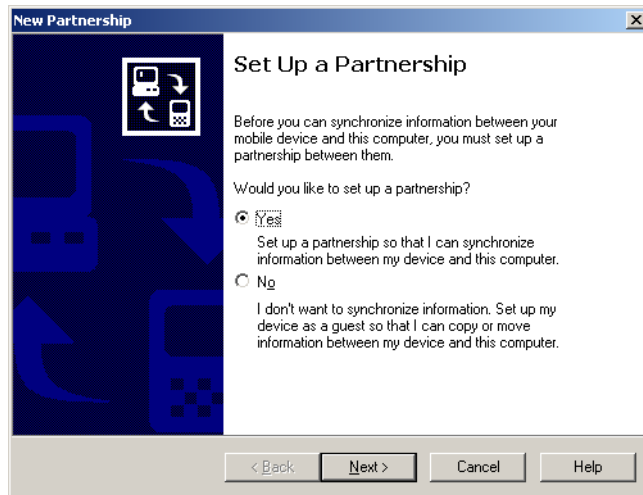 New Partnership
Set Up a Partnership
Before you can synchronize information between your
mobile device and this computer, you must set up a
partnership between them.
Would you like to set up a partnership?
Yes
Set up a partnership so that I can synchronize
information between my device and this computer.
No
I don't want to synchronize information. Set up my
device as a guest so that I can copy or move
information between my device and this computer.
< Back
Next >
Cancel
Help